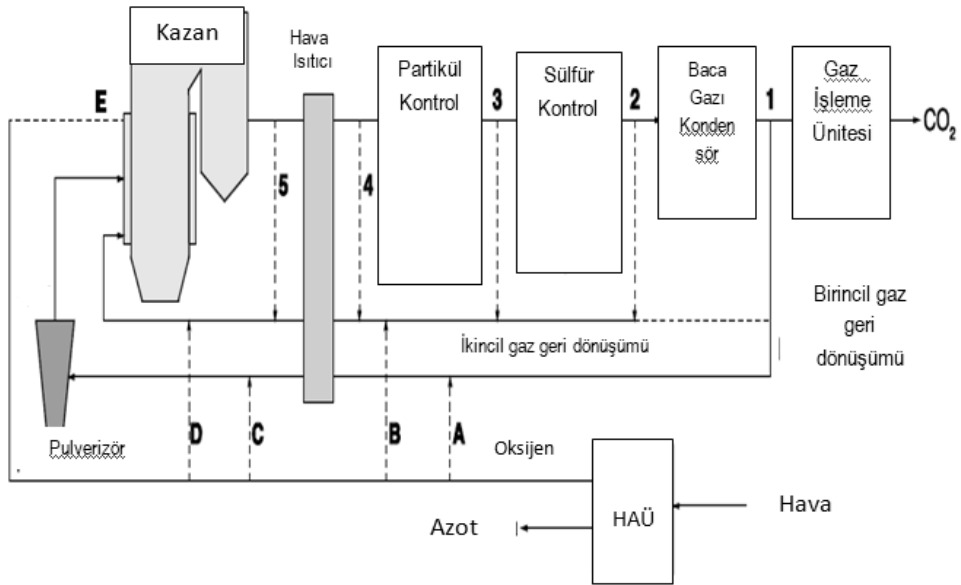 Kazan
Hava
Isıtıcı
Partikül
Kontrol
Sülfür
Kontrol
Baca
Gazı
Konden
sör
Gaz
İşleme
Ünitesi
E
3
2
1
CO2
5
4
Birincil gaz
geri
dönüşümü
İkincil gaz geri dönüşümü
Pulverizör
D
C
B
A
Oksijen
HAÜ
Hava
Azot